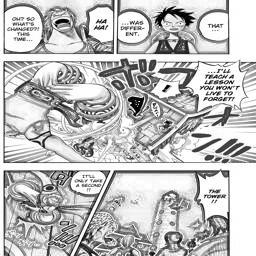 THAT...
...WAS
DIFFER-
ENT.
HA
HA!
OH? SO
WHAT'S
CHANGED?!
THIS
TIME...
...I'LL
TEACH A
LESSON
YOU WON'T
LIVE TO
FORGET!
THE
TOWER
!!
IT'LL
ONLY TAKE
A SECOND
!!